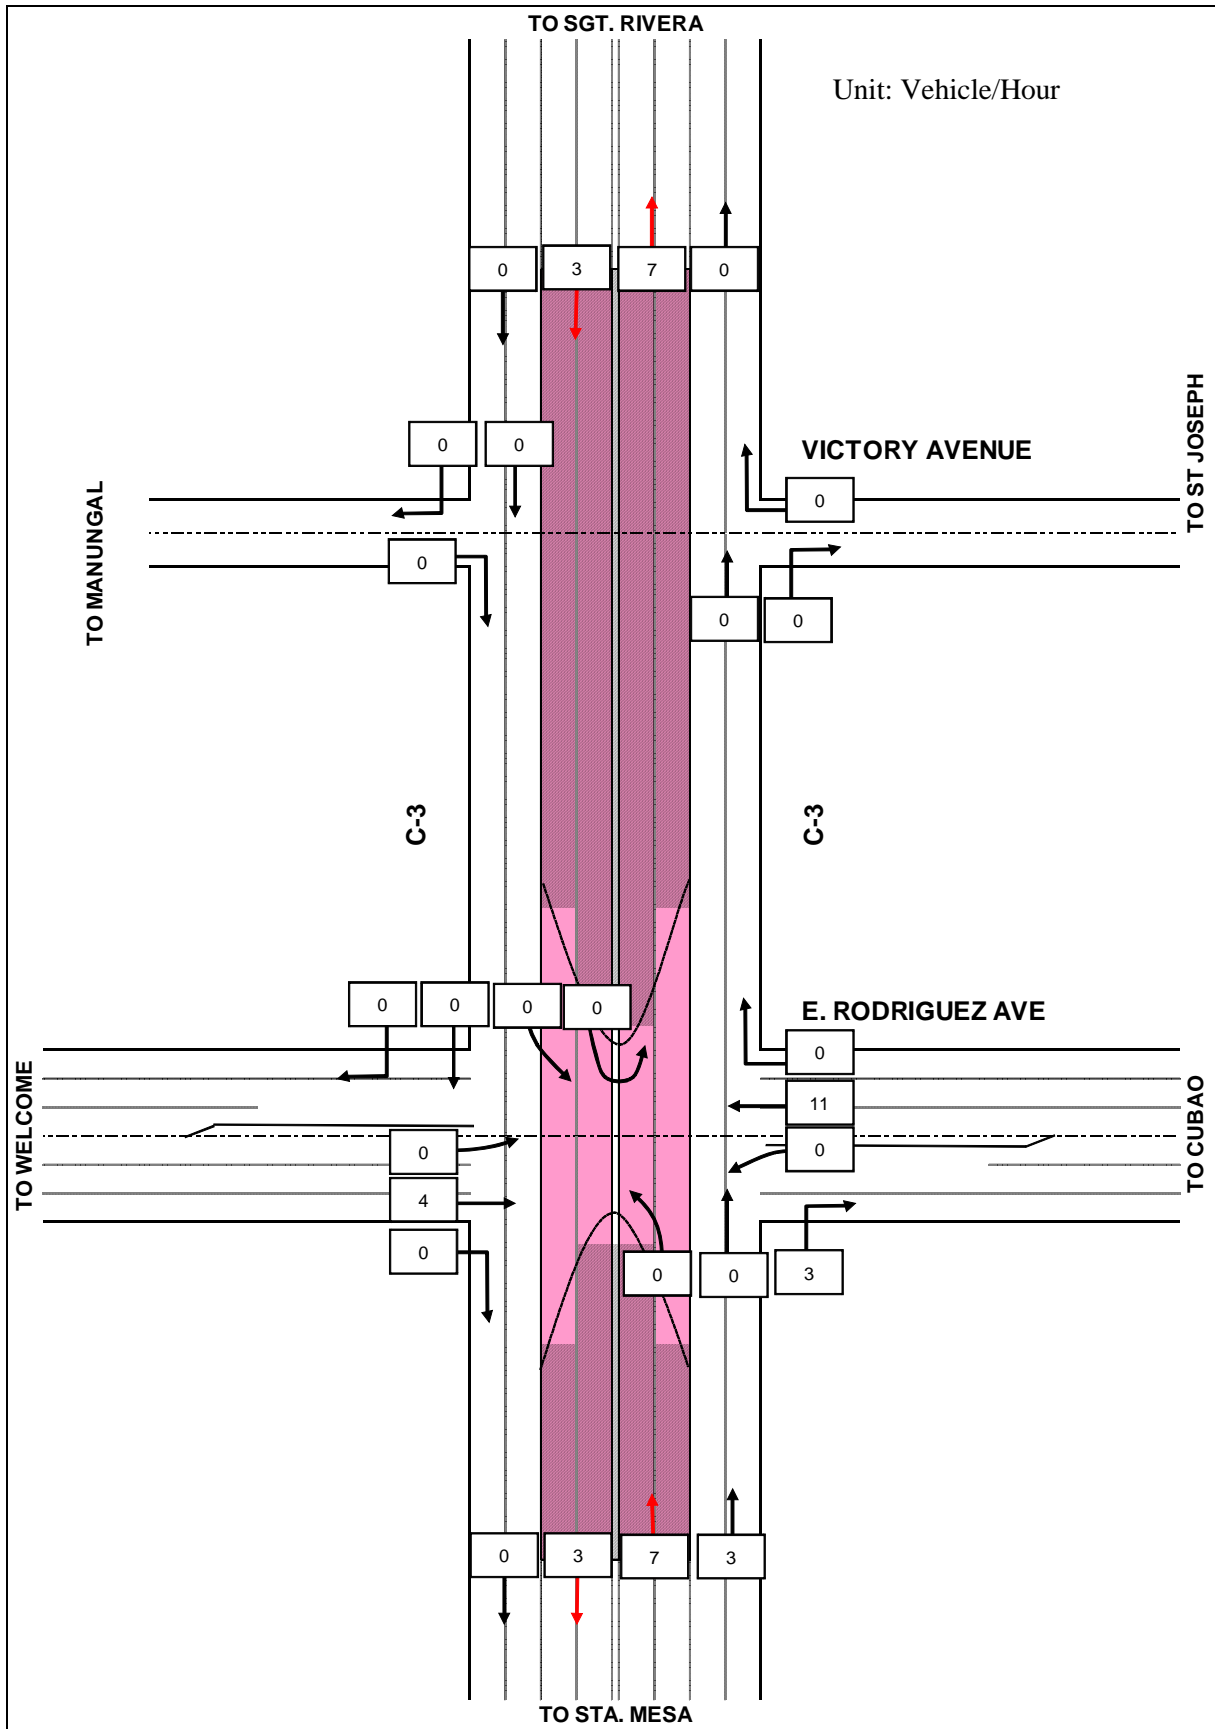 TO SGT. RIVERA
Unit: Vehicle/Hour
0 3 7 0
0 0
VICTORY AVENUE
TO ST JOSEPH
0
TO MANUNGAL
0
0 0
C-3
C-3
0 0 0 0
E. RODRIGUEZ AVE
0
11
TO WELCOME
0
0
TO CUBAO
4
0
0 0 3
0 3 7 3
TO STA. MESA